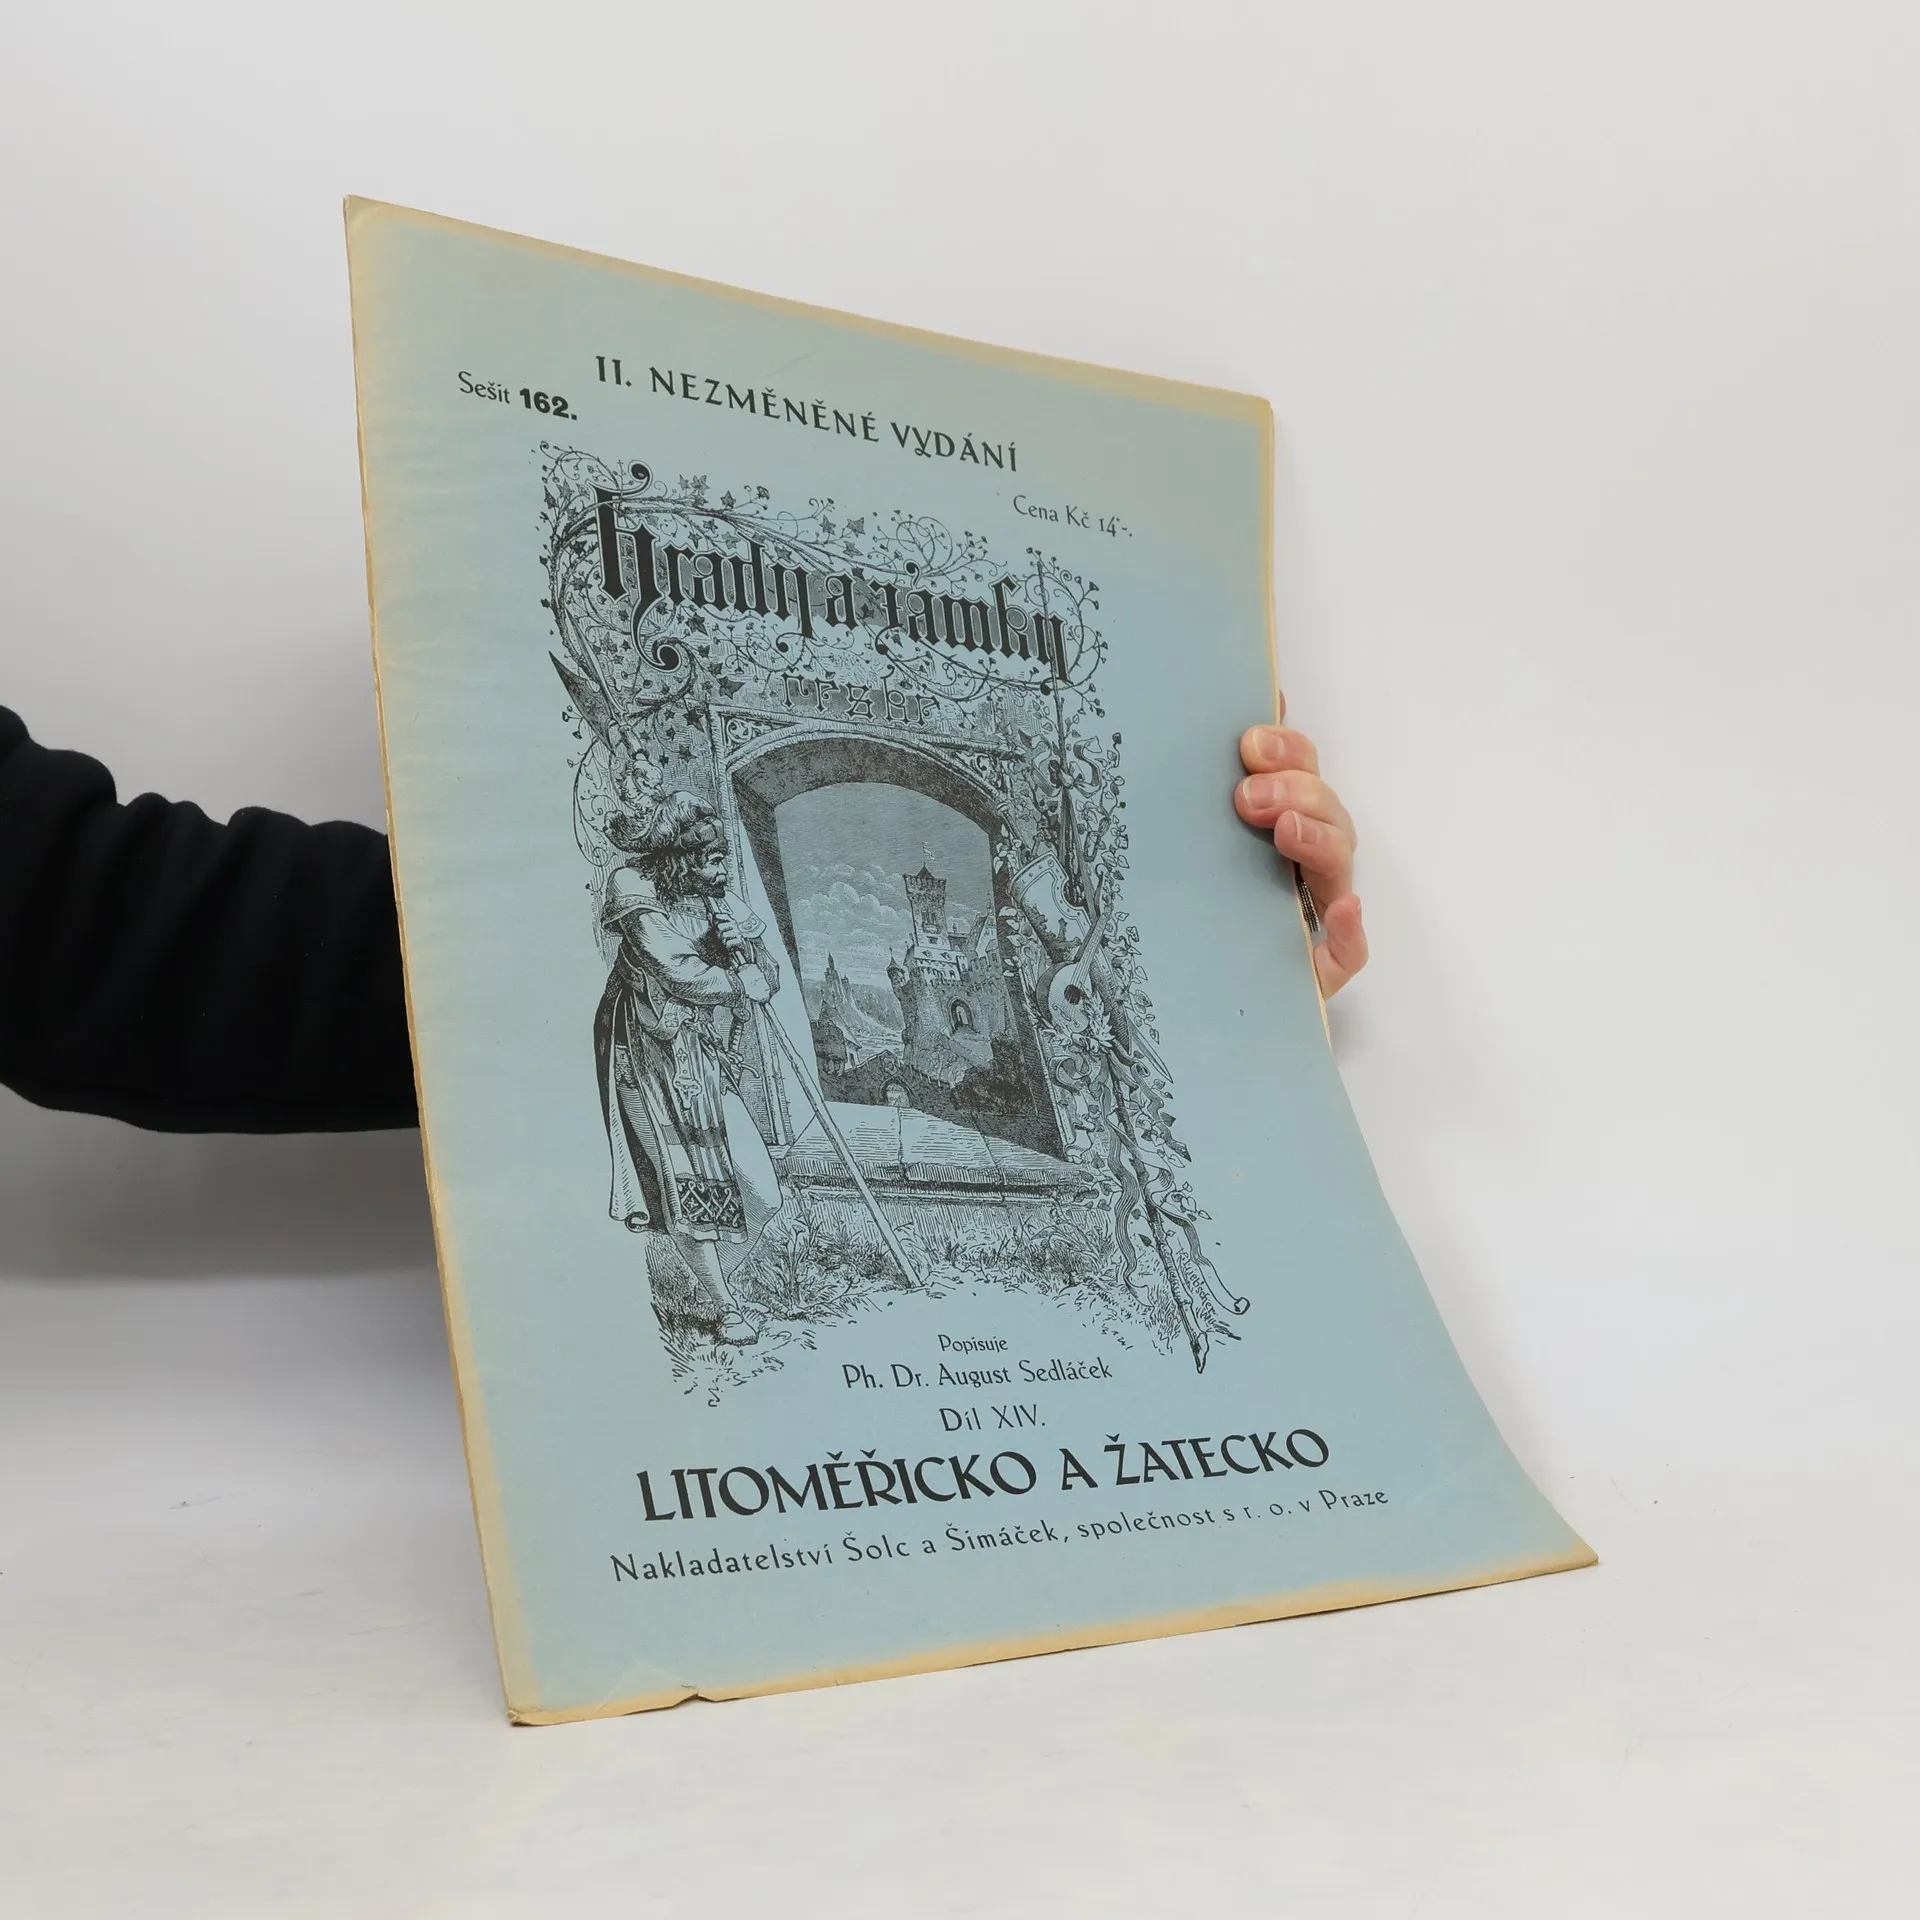 II. NEZMĚNĚNÉ VYDÁNÍ
Sešit 162.
Cena Kč 14·-.
Hrady a zámky
české
Popisuje
Ph. Dr. August Sedláček
Díl XIV.
LITOMĚŘICKO A ŽATECKO
Nakladatelství Šolc a Šimáček, společnost s r. o. v Praze